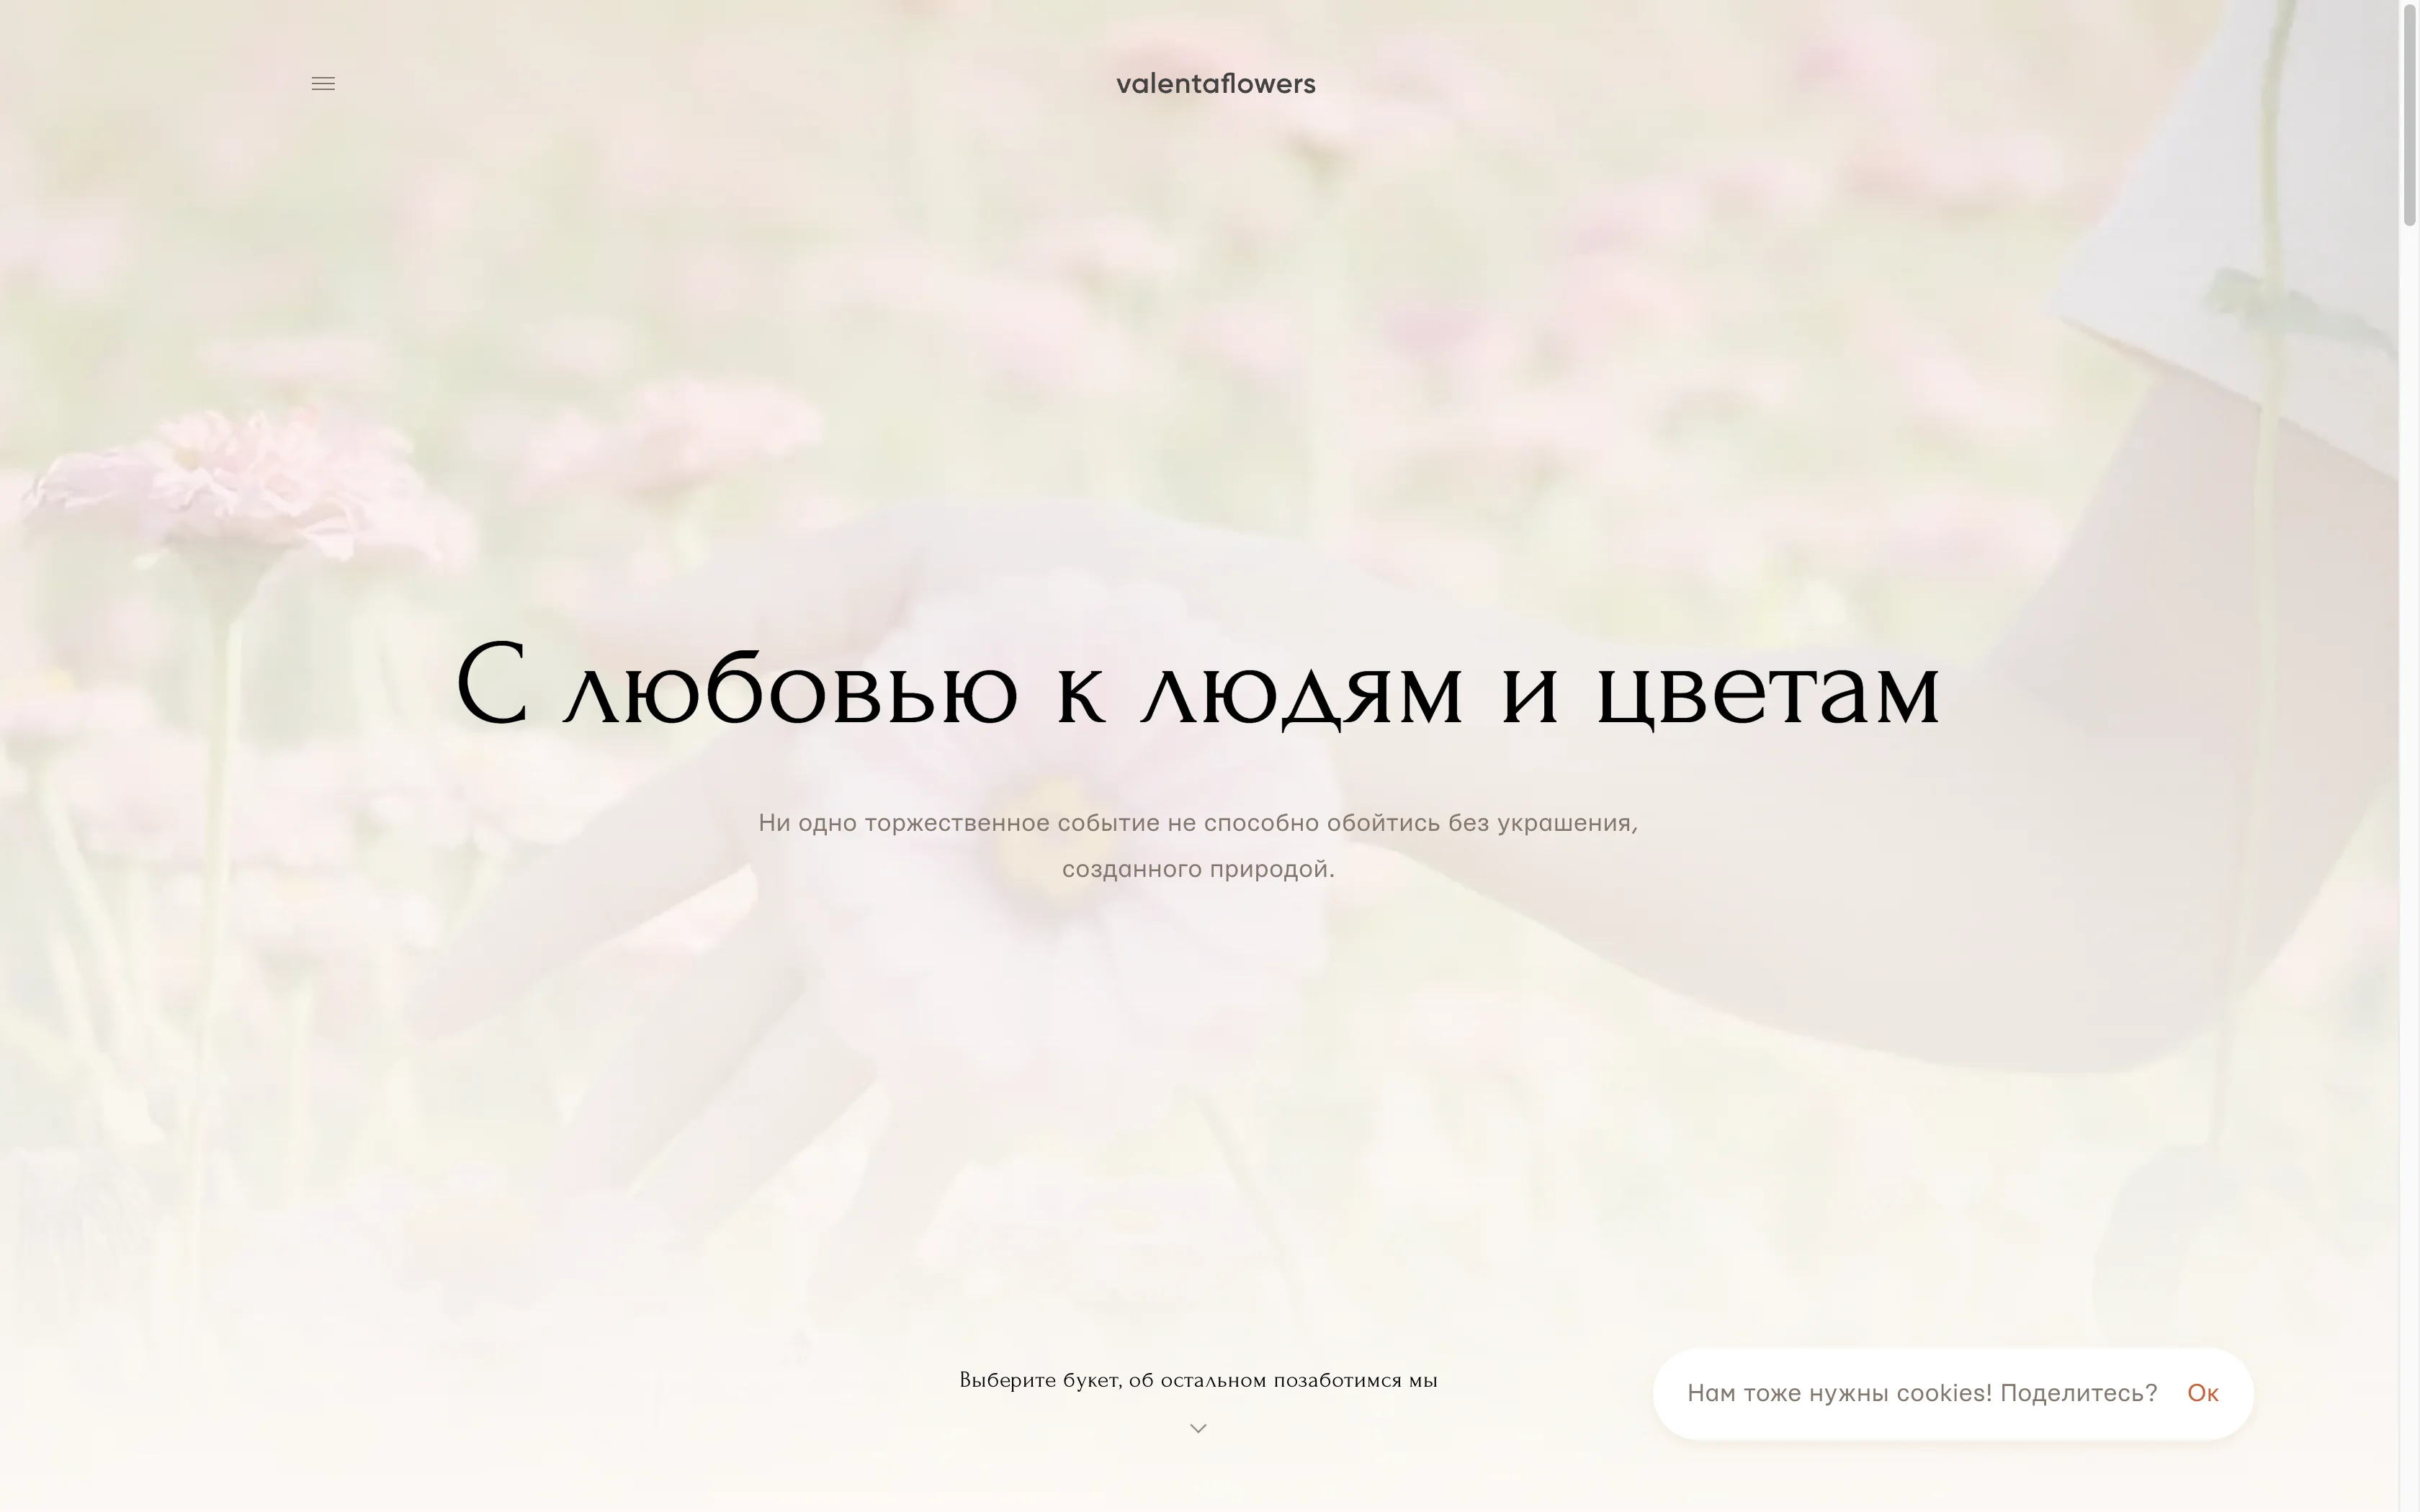 valentaflowers
С любовью к людям и цветам
Ни одно торжественное событие не способно обойтись без украшения,
созданного природой.
Выберите букет, об остальном позаботимся мы
Нам тоже нужны cookies! Поделитесь? Ок